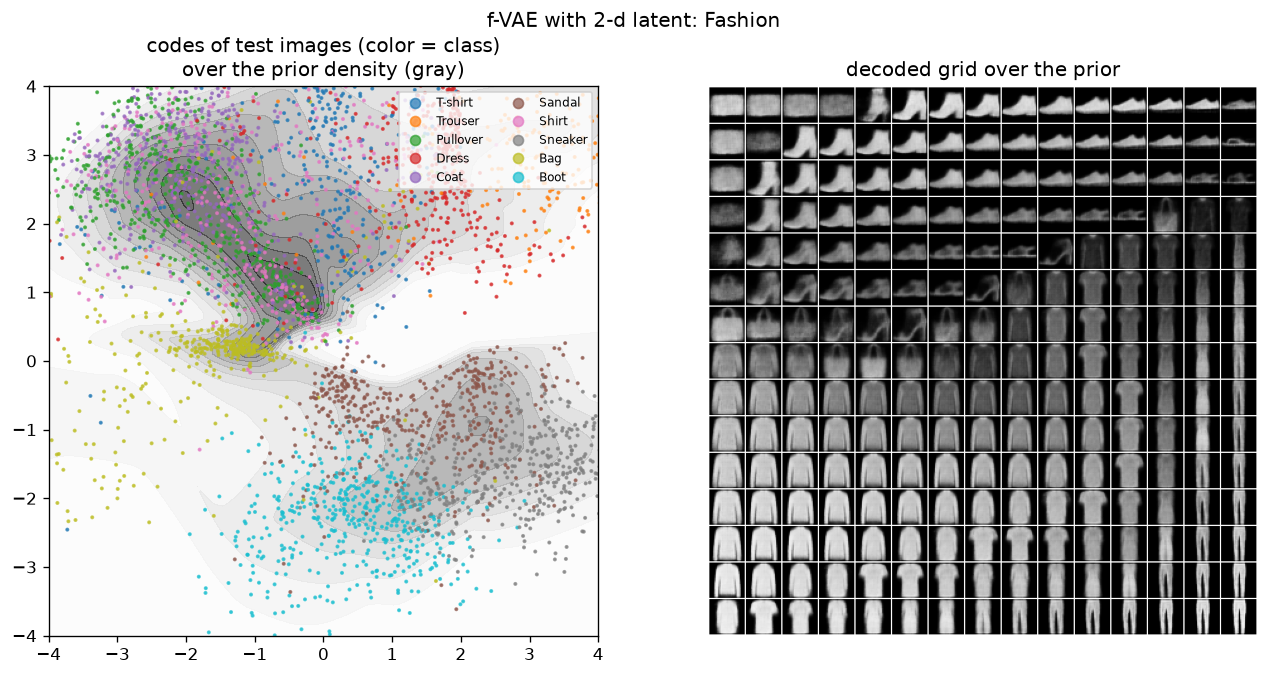 f-VAE with 2-d latent: Fashion
codes of test images (color = class)
over the prior density (gray)
T-shirt
Trouser
Pullover
Dress
Coat
Sandal
Shirt
Sneaker
Bag
Boot
4
3
2
1
0
−1
−2
−3
−4
−4
−3
−2
−1
0
1
2
3
4
decoded grid over the prior